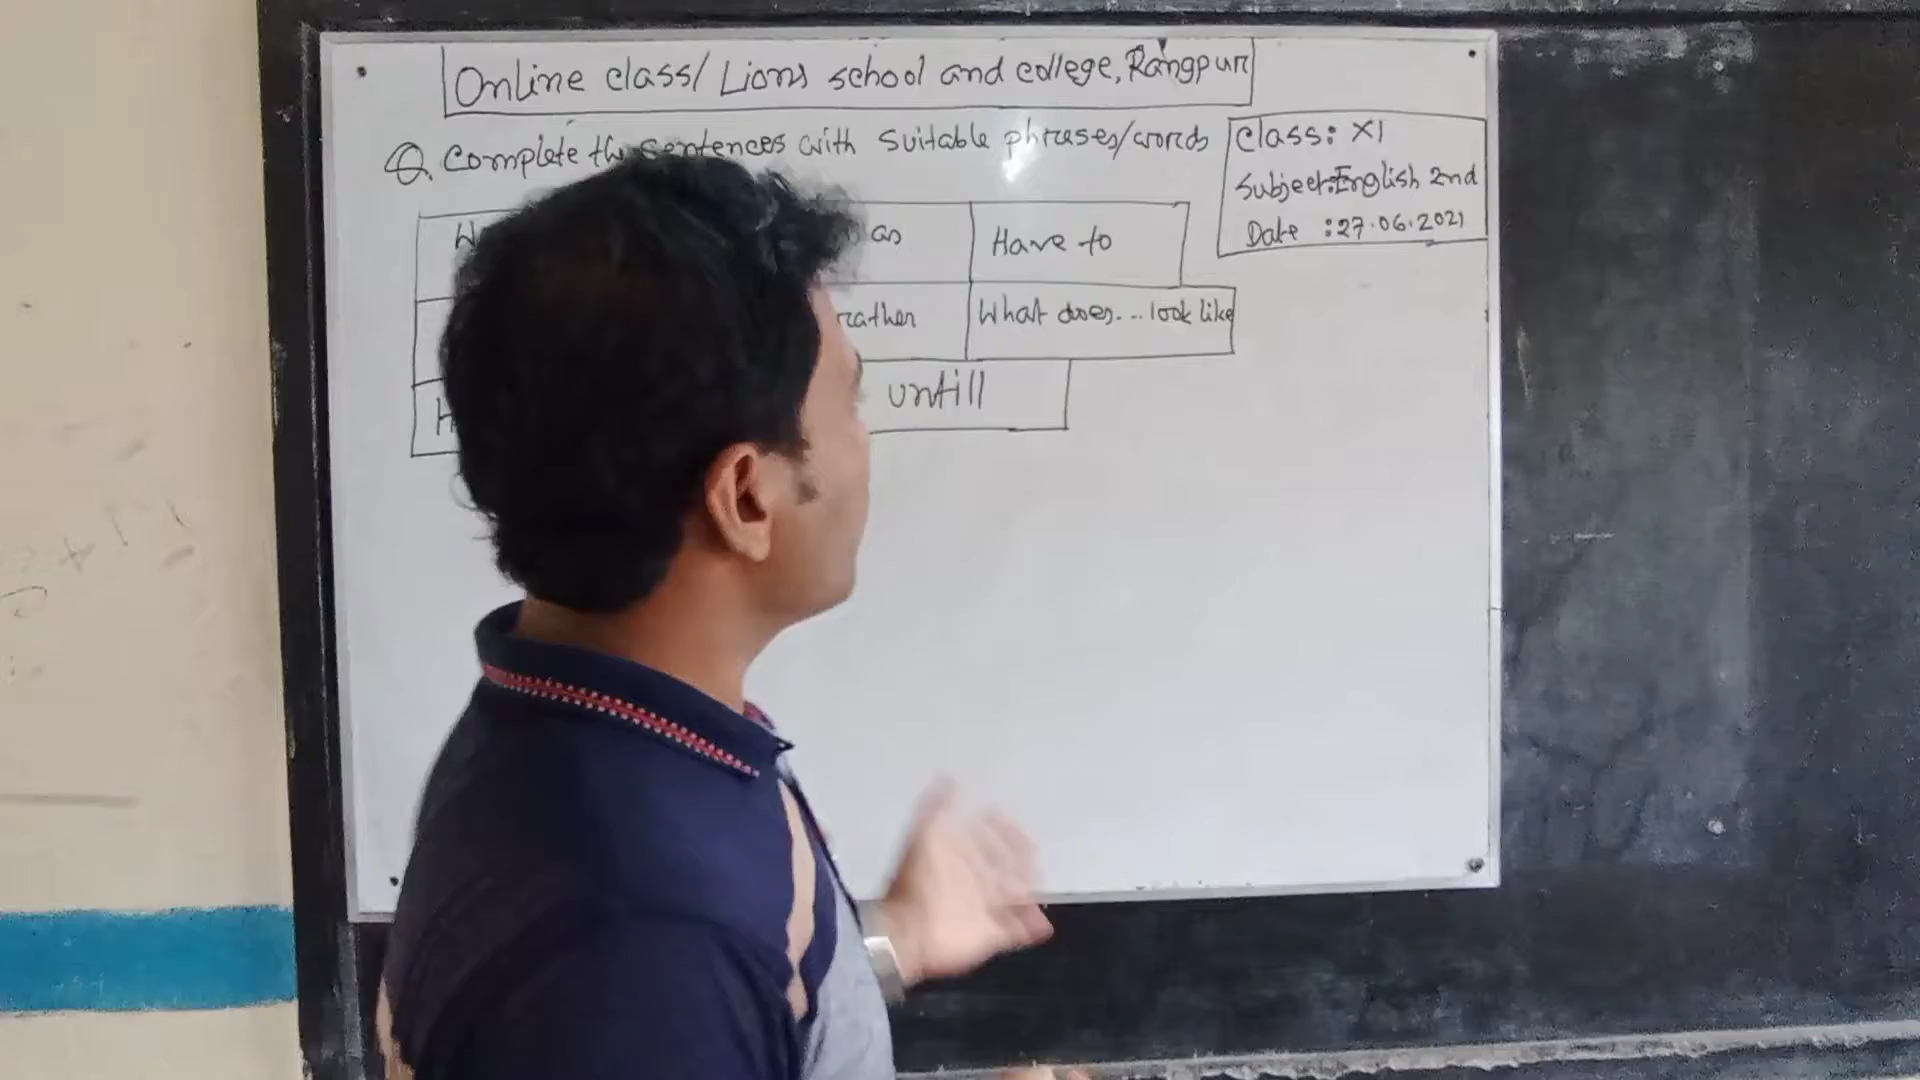 Online class/ Lions school and college, Rangpur
Q. Complete the sentences with suitable phrases/words
Class: XI
Subject:English 2nd
Date :27.06.2021
as
Have to
rather
What does...look like
untill